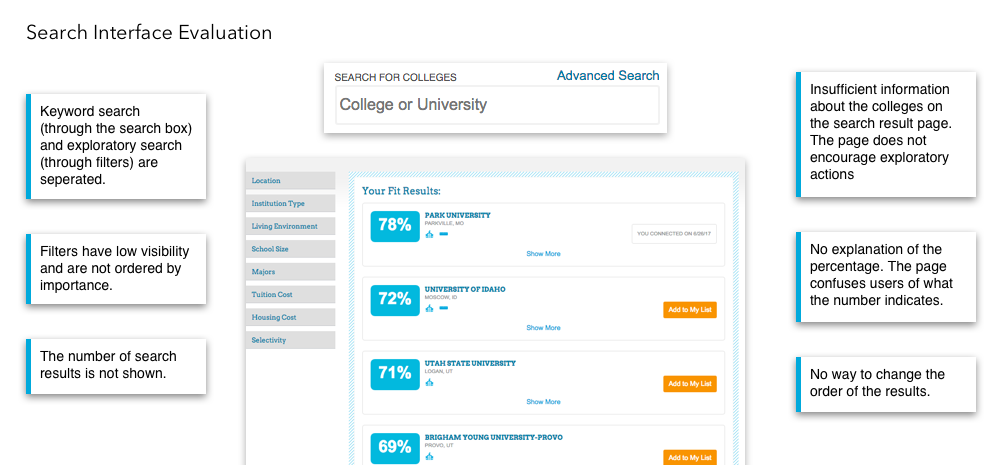 Search Interface Evaluation
SEARCH FOR COLLEGES
Advanced Search
College or University
Keyword search
(through the search box)
and exploratory search
(through filters) are
seperated.
Filters have low visibility
and are not ordered by
importance.
The number of search
results is not shown.
Location
Institution Type
Living Environment
School Size
Majors
Tuition Cost
Housing Cost
Selectivity
Your Fit Results:
78%
PARK UNIVERSITY
PARKVILLE, MO
YOU CONNECTED ON 6/28/17
Show More
72%
UNIVERSITY OF IDAHO
MOSCOW, ID
Add to My List
Show More
71%
UTAH STATE UNIVERSITY
LOGAN, UT
Add to My List
Show More
69%
BRIGHAM YOUNG UNIVERSITY-PROVO
PROVO, UT
Add to My List
Insufficient information
about the colleges on
the search result page.
The page does not
encourage exploratory
actions
No explanation of the
percentage. The page
confuses users of what
the number indicates.
No way to change the
order of the results.